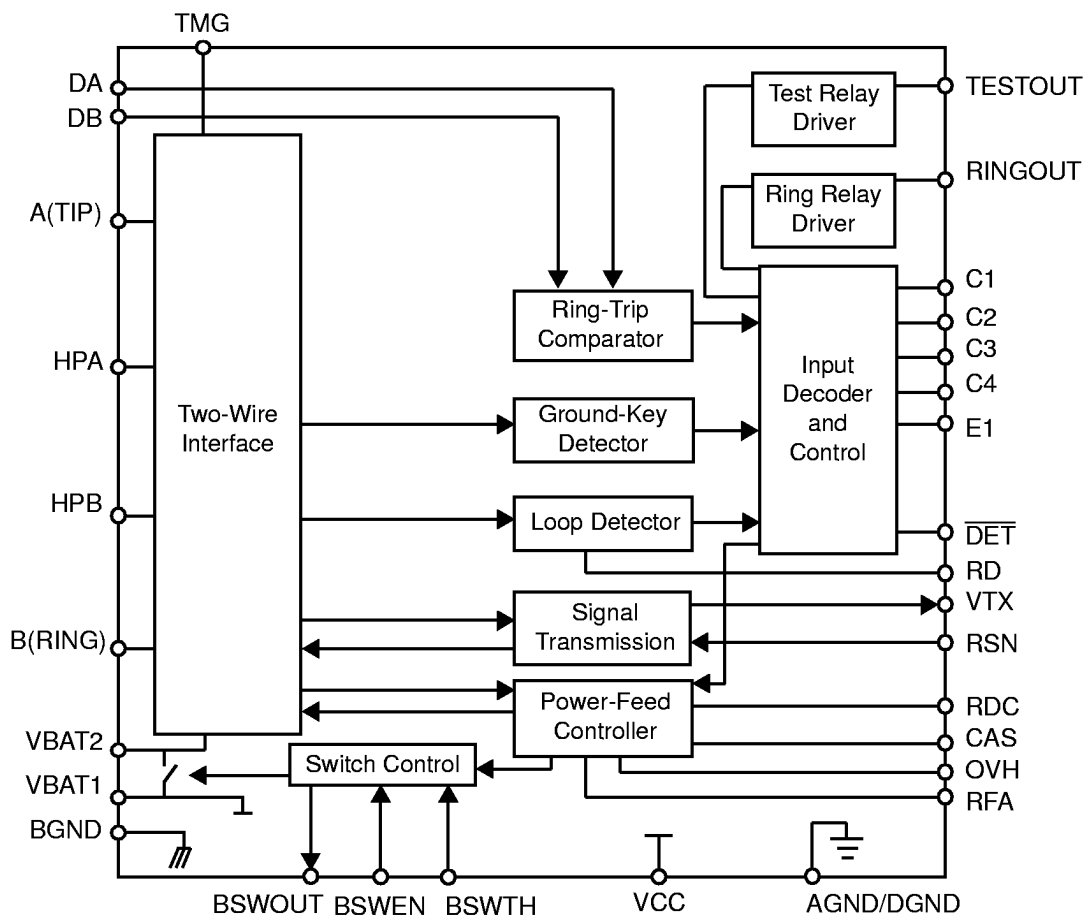 TMG
DA
DB
A(TIP)
HPA
HPB
B(RING)
VBAT2
VBAT1
BGND
Two-Wire
Interface
Ring-Trip
Comparator
Ground-Key
Detector
Loop Detector
Signal
Transmission
Power-Feed
Controller
Switch Control
Test Relay
Driver
Ring Relay
Driver
Input
Decoder
and
Control
TESTOUT
RINGOUT
C1
C2
C3
C4
E1
DET
RD
VTX
RSN
RDC
CAS
OVH
RFA
BSWOUT
BSWEN
BSWTH
VCC
AGND/DGND